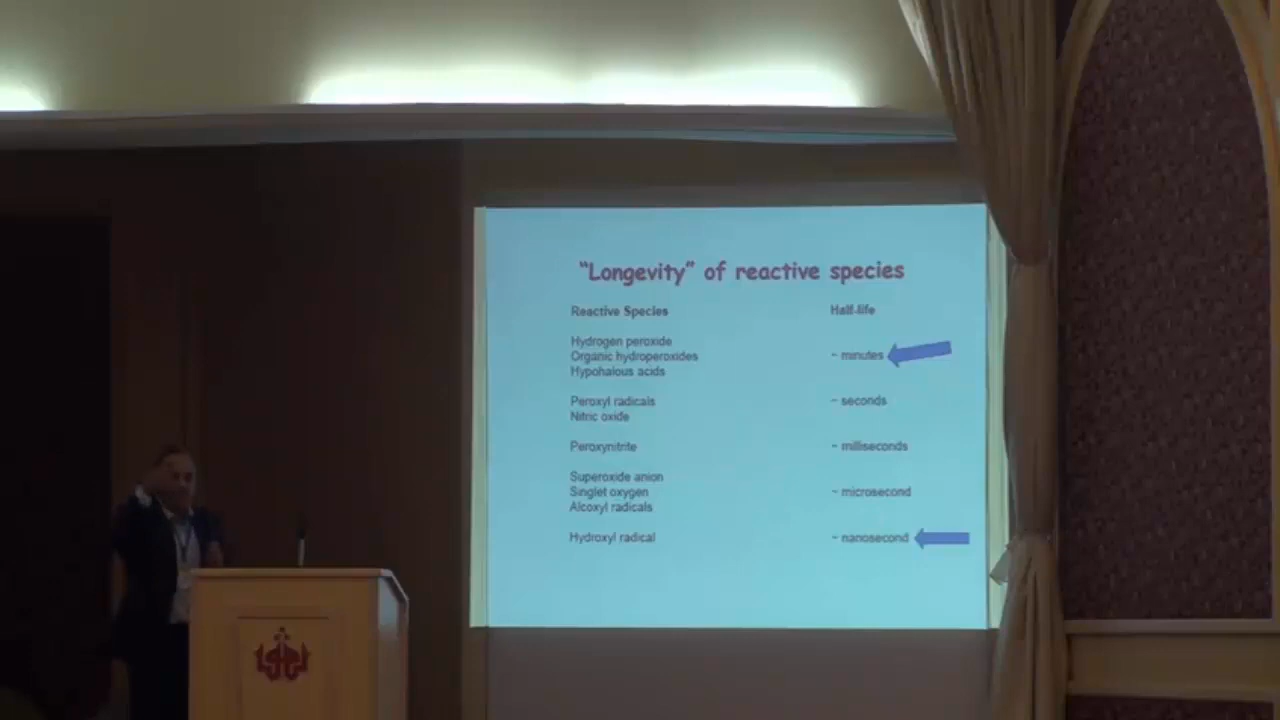 “Longevity” of reactive species
Reactive Species Half-life
Hydrogen peroxide
Organic hydroperoxides ~ minutes
Hypohalous acids
Peroxyl radicals ~ seconds
Nitric oxide
Peroxynitrite ~ milliseconds
Superoxide anion
Singlet oxygen ~ microsecond
Alcoxyl radicals
Hydroxyl radical ~ nanosecond